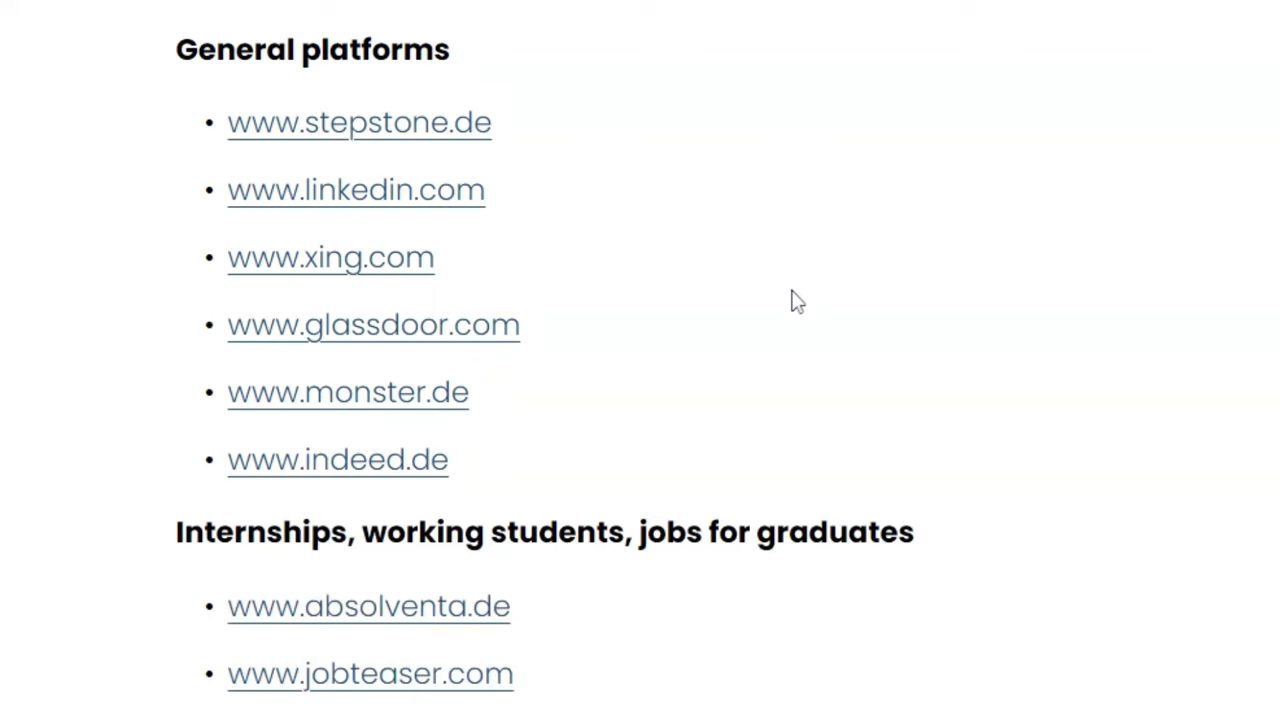 General platforms
• www.stepstone.de
• www.linkedin.com
• www.xing.com
• www.glassdoor.com
• www.monster.de
• www.indeed.de
Internships, working students, jobs for graduates
• www.absolventa.de
• www.jobteaser.com